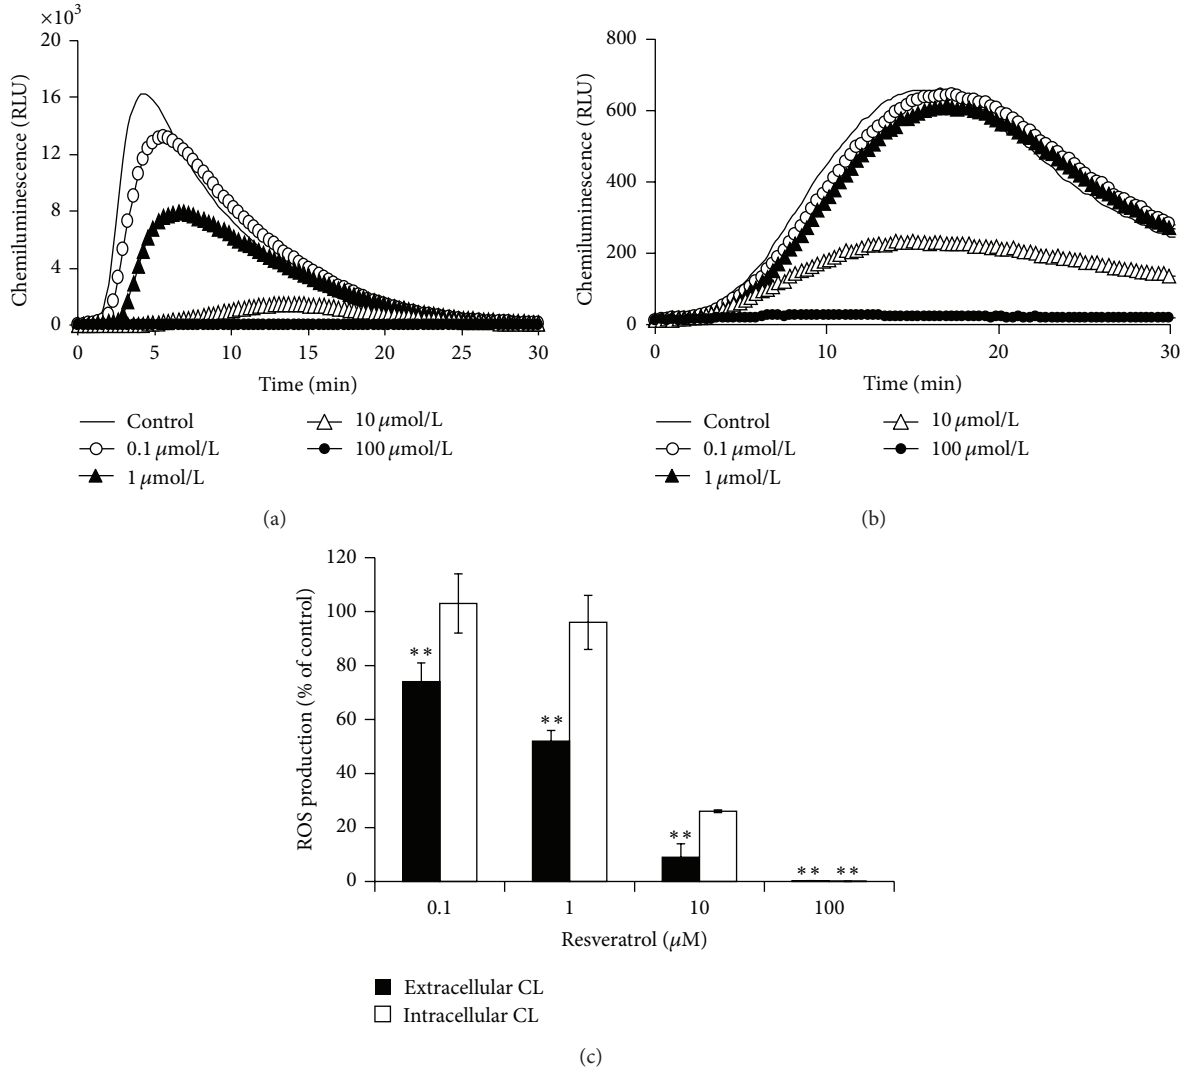 ×10³
20
16
12
8
4
0
Chemiluminescence (RLU)
0 5 10 15 20 25 30
Time (min)
Control
0.1 μmol/L
1 μmol/L
10 μmol/L
100 μmol/L
(a)
800
600
400
200
0
Chemiluminescence (RLU)
0 10 20 30
Time (min)
Control
0.1 μmol/L
1 μmol/L
10 μmol/L
100 μmol/L
(b)
120
100
80
60
40
20
0
ROS production (% of control)
**
**
**
** **
0.1 1 10 100
Resveratrol (μM)
Extracellular CL
Intracellular CL
(c)